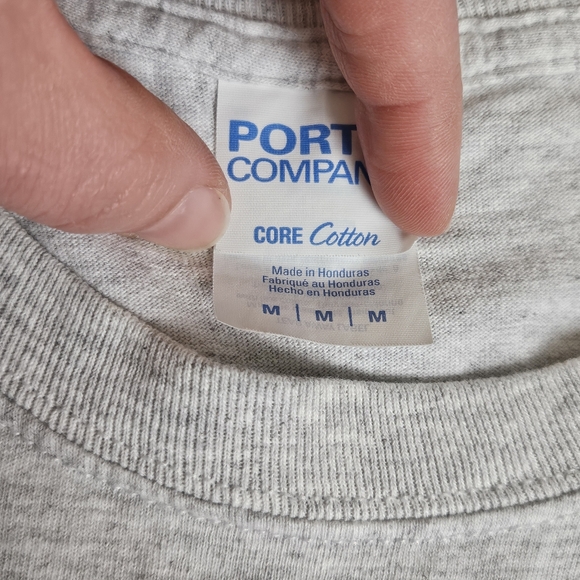 PORT
COMPAN
CORE Cotton
Made in Honduras
Fabriqué au Honduras
Hecho en Honduras
M | M | M